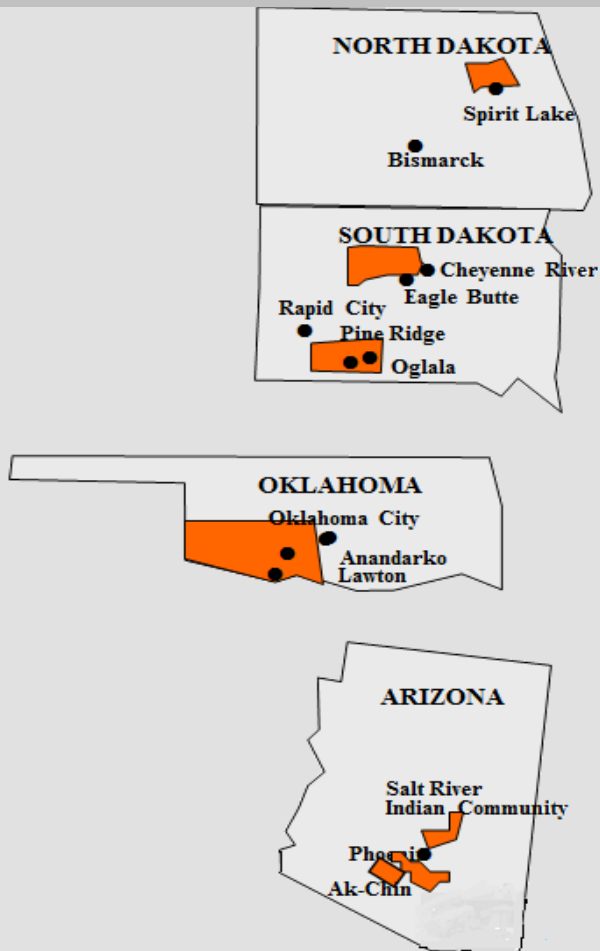 NORTH DAKOTA
Spirit Lake
Bismarck
SOUTH DAKOTA
Cheyenne River
Eagle Butte
Rapid City
Pine Ridge
Oglala
OKLAHOMA
Oklahoma City
Anandarko
Lawton
ARIZONA
Salt River
Indian Community
Phoenix
Ak-Chin